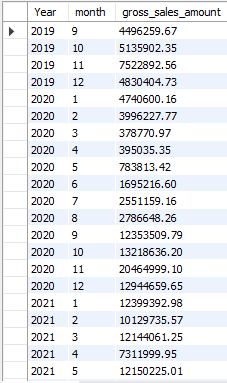 Year month gross_sales_amount
2019 9 4496259.67
2019 10 5135902.35
2019 11 7522892.56
2019 12 4830404.73
2020 1 4740600.16
2020 2 3996227.77
2020 3 378770.97
2020 4 395035.35
2020 5 783813.42
2020 6 1695216.60
2020 7 2551159.16
2020 8 2786648.26
2020 9 12353509.79
2020 10 13218636.20
2020 11 20464999.10
2020 12 12944659.65
2021 1 12399392.98
2021 2 10129735.57
2021 3 12144061.25
2021 4 7311999.95
2021 5 12150225.01